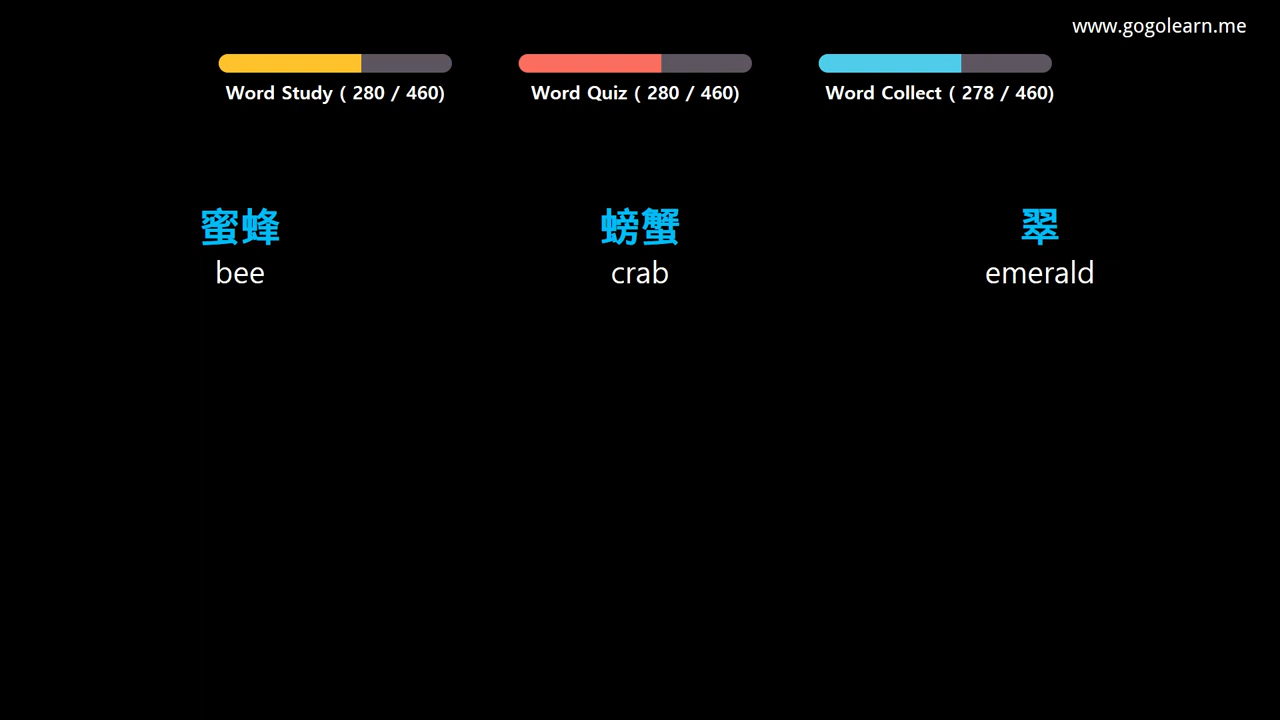 www.gogolearn.me
Word Study ( 280 / 460)
Word Quiz ( 280 / 460)
Word Collect ( 278 / 460)
蜜蜂
bee
螃蟹
crab
翠
emerald